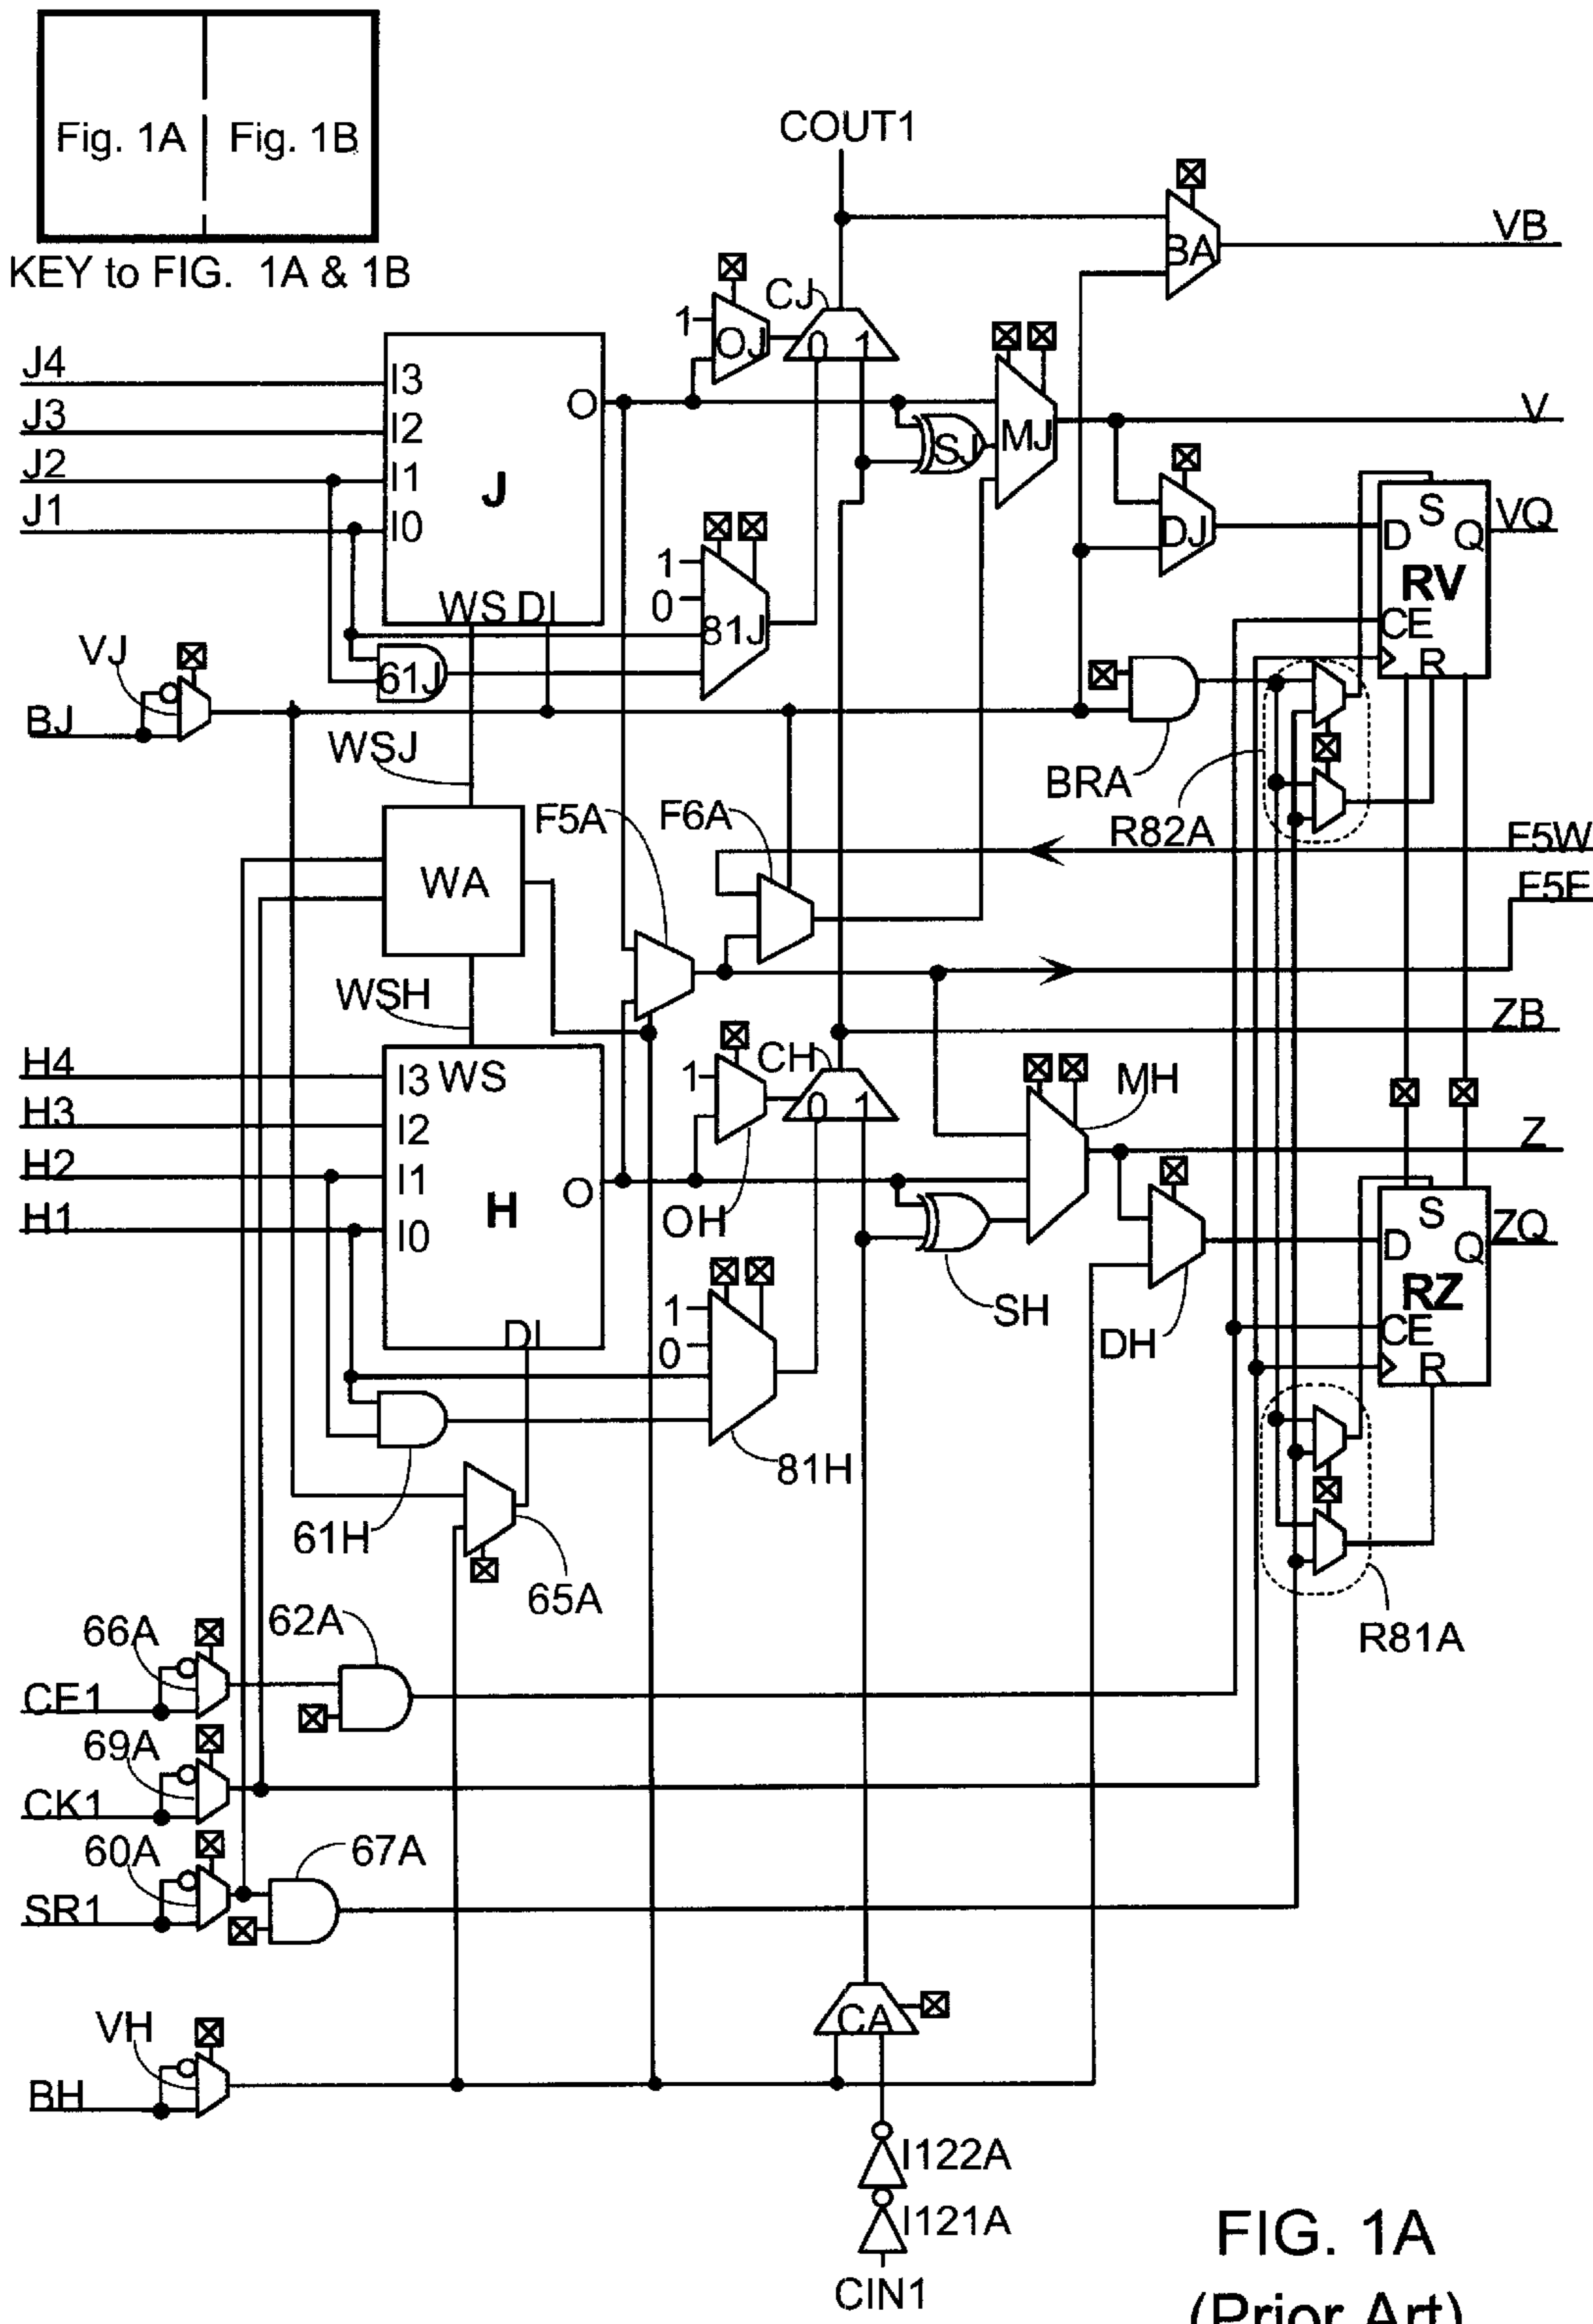 Fig. 1A
Fig. 1B
KEY to FIG. 1A & 1B
COUT1
BA
VB
CJ
1
OJ
0 1
J4
J3
J2
J1
I3
I2
I1
I0
O
J
WS DI
SJ
MJ
V
DJ
S
D
Q
VQ
RV
CE
R
1
0
81J
61J
VJ
BJ
WSJ
BRA
R82A
WA
F5A
F6A
F5W
F5E
WSH
ZB
H4
H3
H2
H1
I3 WS
I2
I1
I0
O
H
DI
1
OH
CH
0 1
MH
Z
SH
DH
S
D
Q
ZQ
RZ
CE
R
1
0
81H
61H
65A
R81A
66A
62A
CE1
69A
CK1
60A
67A
SR1
VH
BH
CA
I122A
I121A
CIN1
FIG. 1A
(Prior Art)